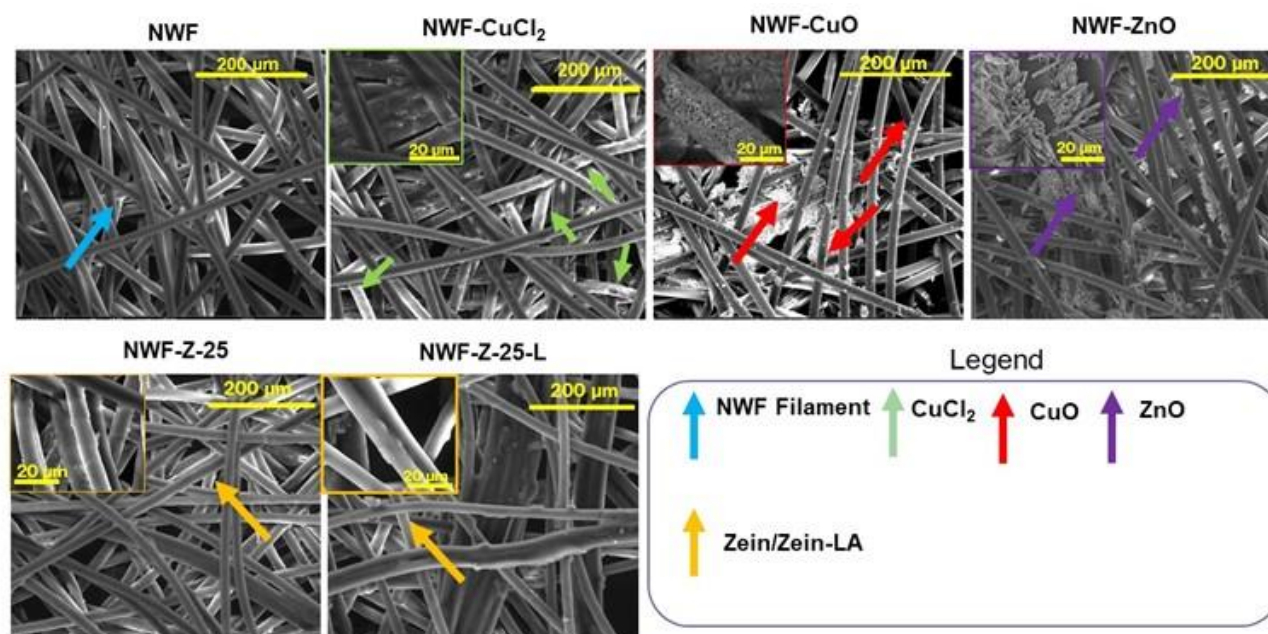 NWF
NWF-CuCl₂
NWF-CuO
NWF-ZnO
200 µm
200 µm
200 µm
200 µm
20 µm
20 µm
20 µm
NWF-Z-25
NWF-Z-25-L
Legend
200 µm
200 µm
20 µm
20 µm
NWF Filament
CuCl₂
CuO
ZnO
Zein/Zein-LA